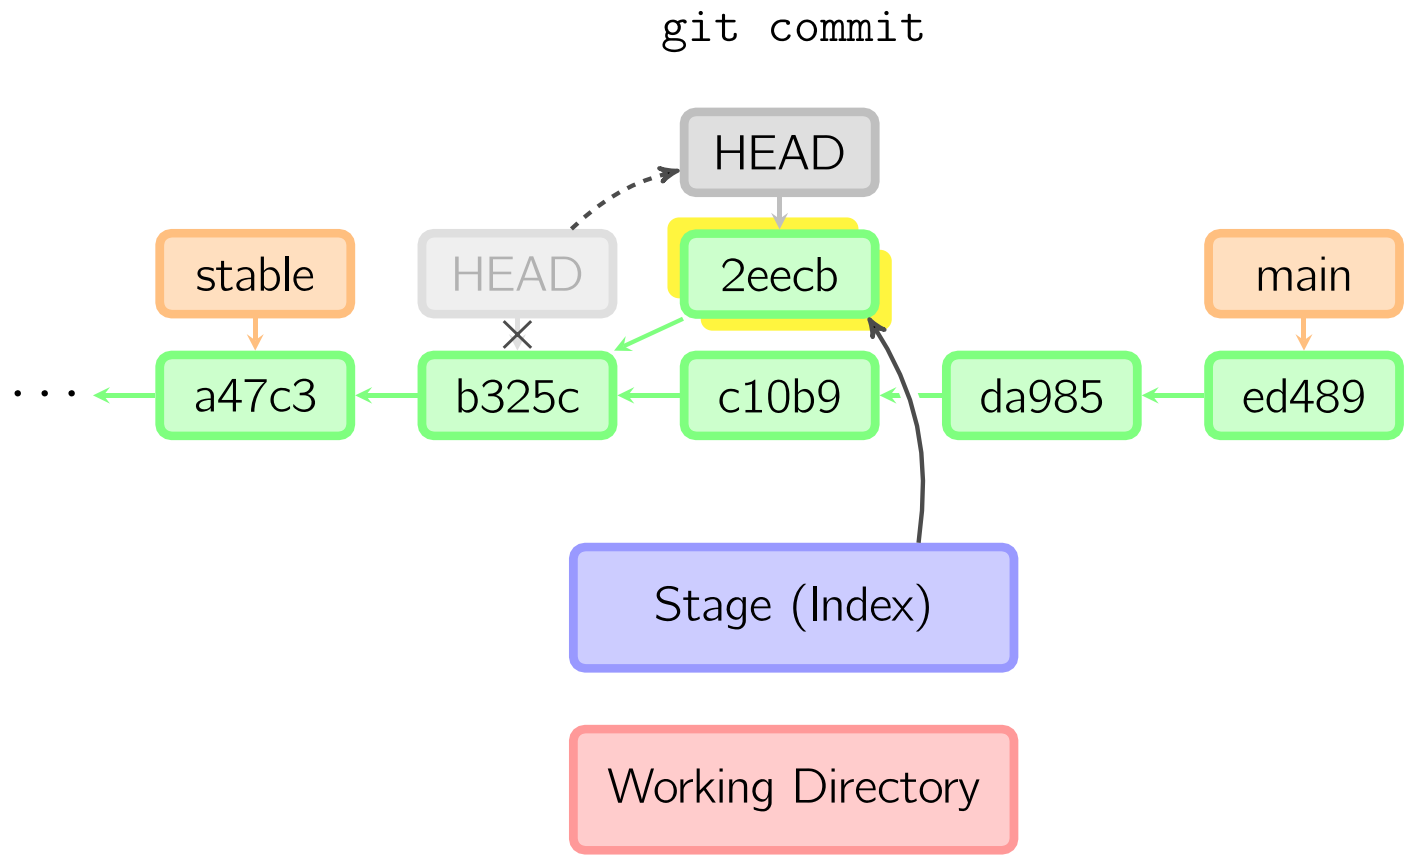 git commit
HEAD
stable
HEAD
2eecb
main
...
a47c3
b325c
c10b9
da985
ed489
Stage (Index)
Working Directory